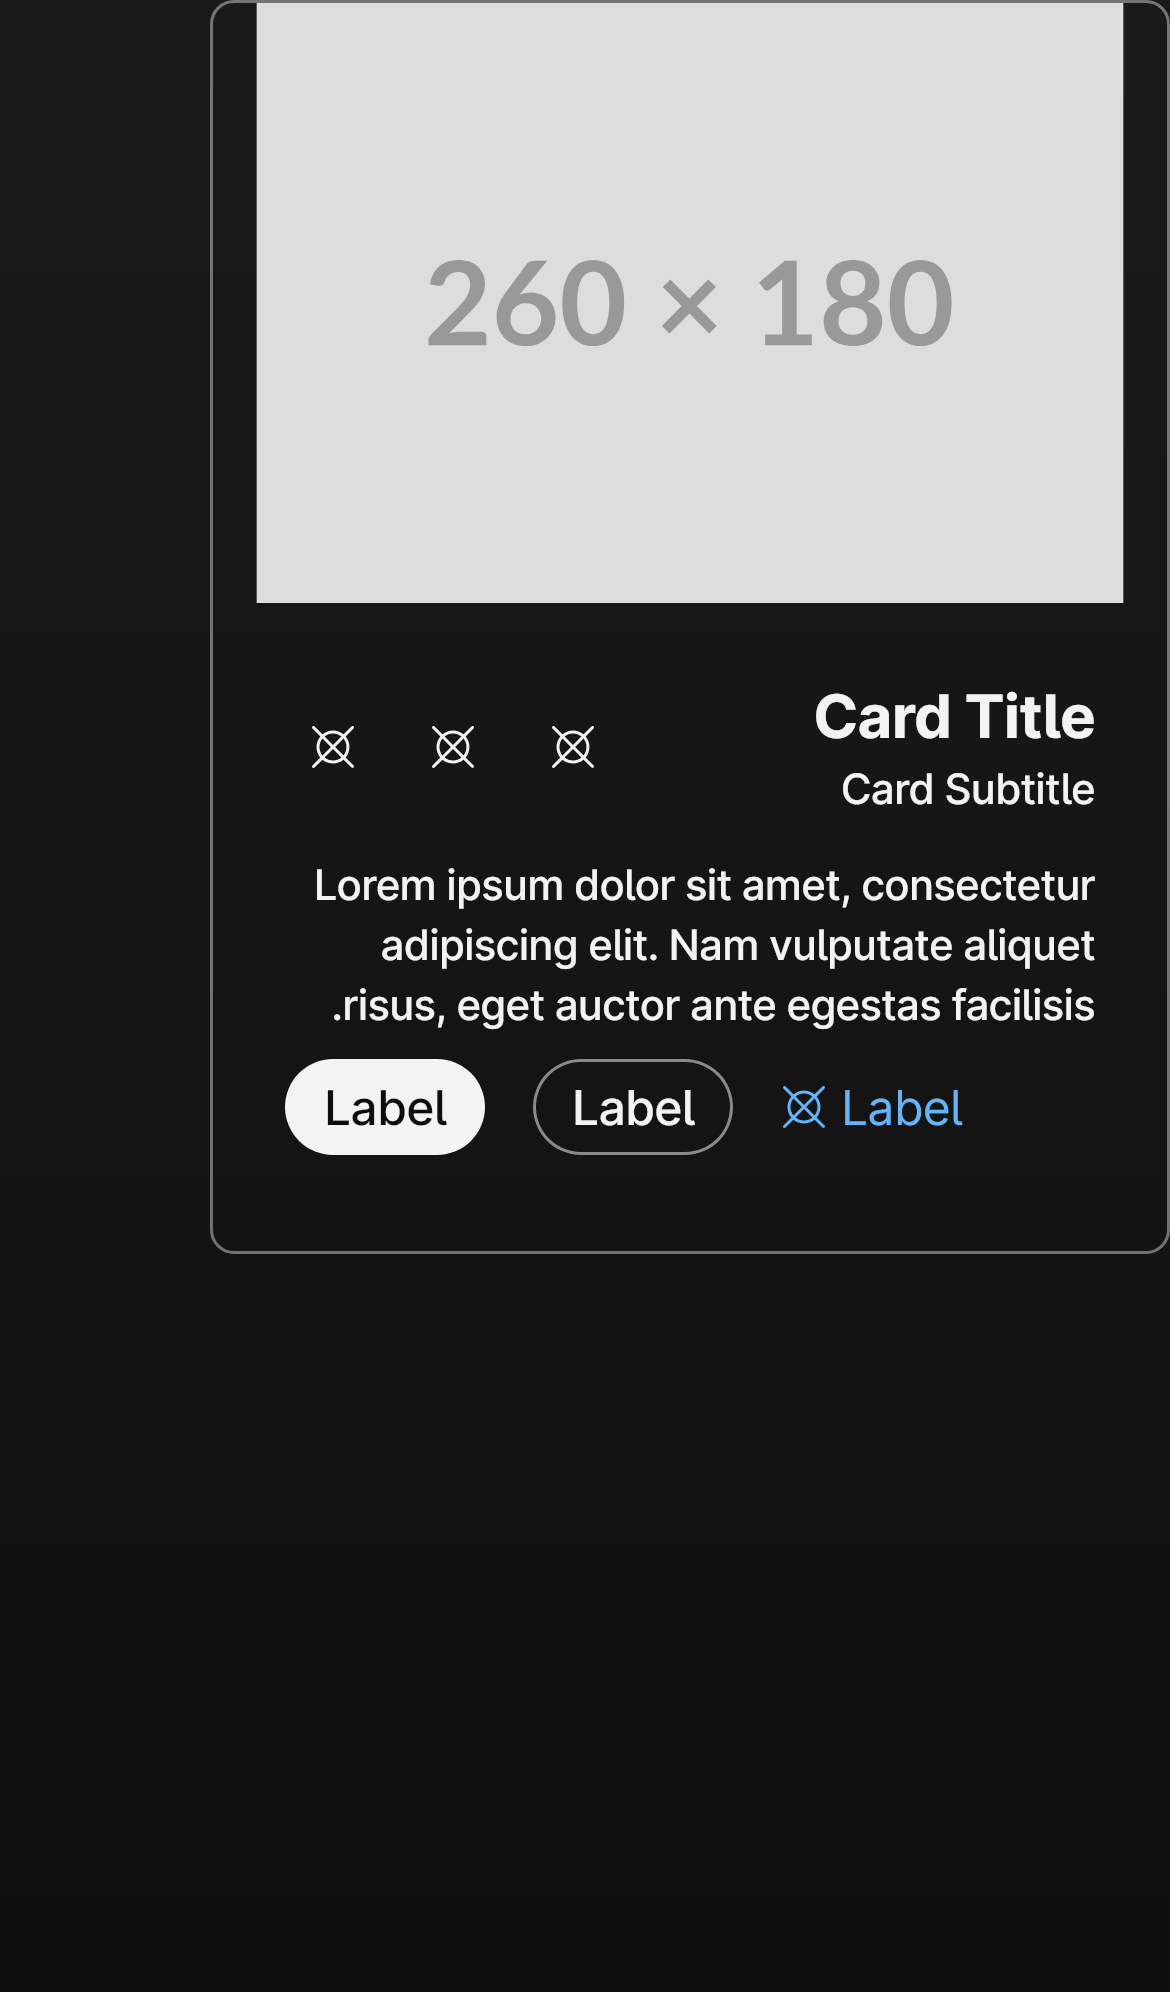 260 × 180
Card Title
Card Subtitle
Lorem ipsum dolor sit amet, consectetur
adipiscing elit. Nam vulputate aliquet
.risus, eget auctor ante egestas facilisis
Label
Label
Label